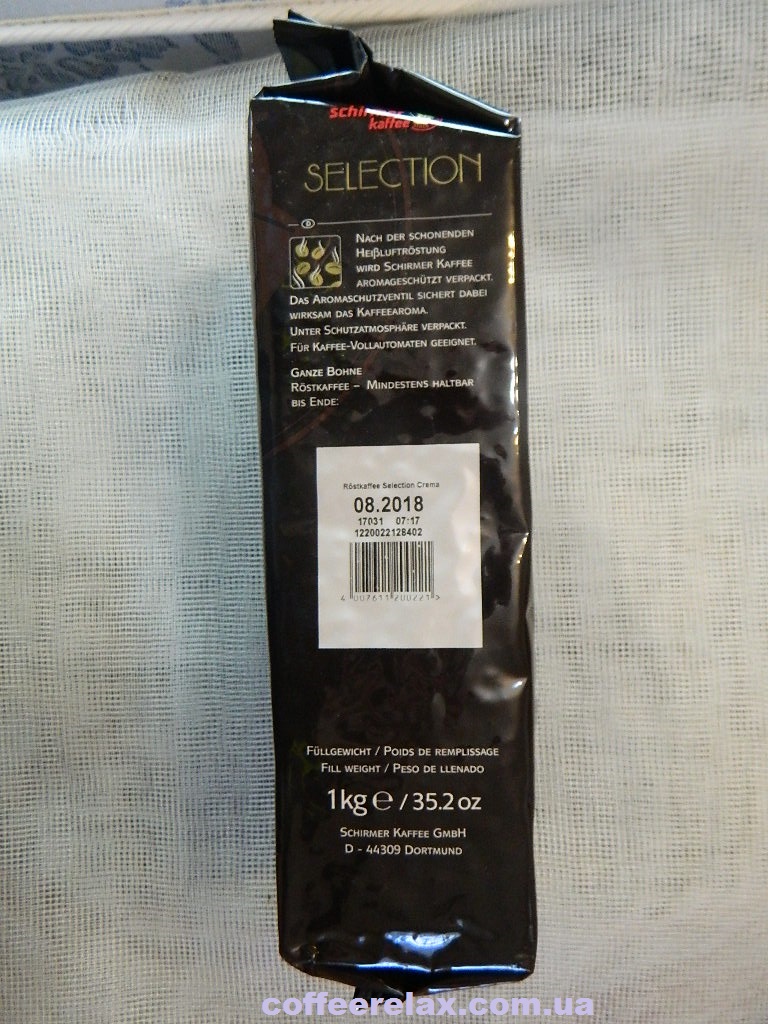 schirmer
kaffee
SELECTION
D
NACH DER SCHONENDEN
HEIßLUFTRÖSTUNG
WIRD SCHIRMER KAFFEE
AROMAGESCHÜTZT VERPACKT.
DAS AROMASCHUTZVENTIL SICHERT DABEI
WIRKSAM DAS KAFFEEAROMA.
UNTER SCHUTZATMOSPHÄRE VERPACKT.
FÜR KAFFEE-VOLLAUTOMATEN GEEIGNET.
GANZE BOHNE
RÖSTKAFFEE – MINDESTENS HALTBAR
BIS ENDE:
Röstkaffee Selection Crema
08.2018
17031 07:17
1220022128402
4 007611 200221 >
FÜLLGEWICHT / POIDS DE REMPLISSAGE
FILL WEIGHT / PESO DE LLENADO
1kg ℮ / 35.2 oz
SCHIRMER KAFFEE GMBH
D - 44309 DORTMUND
coffeerelax.com.ua